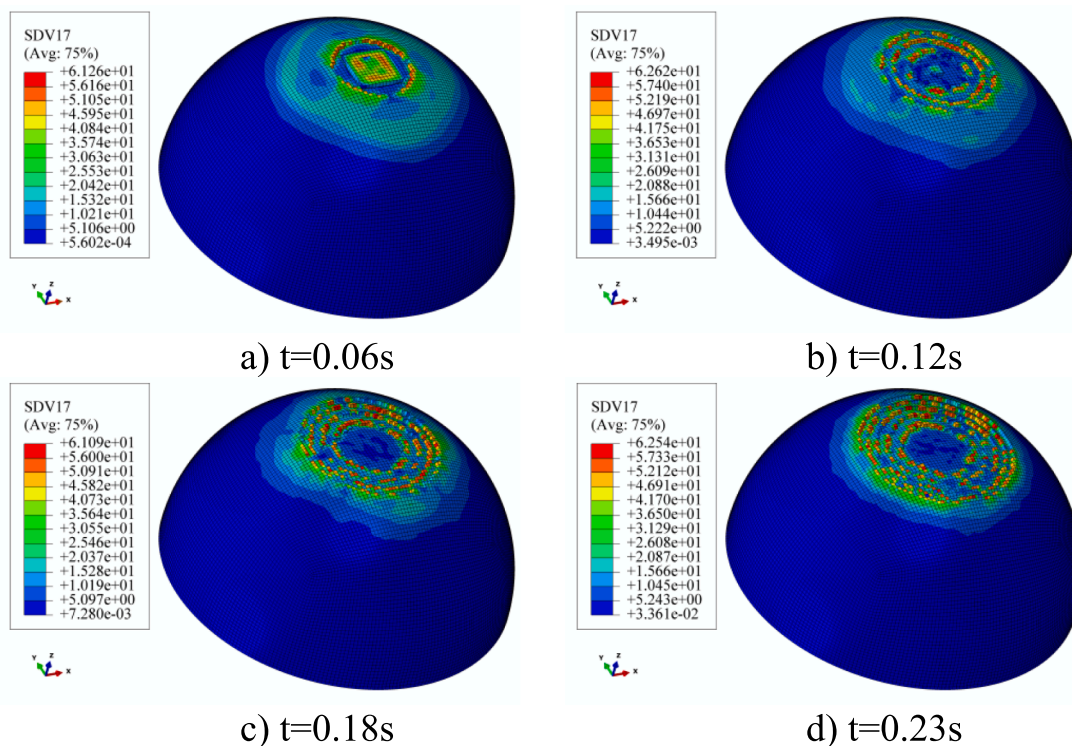 SDV17
(Avg: 75%)
+6.126e+01
+5.616e+01
+5.105e+01
+4.595e+01
+4.084e+01
+3.574e+01
+3.063e+01
+2.553e+01
+2.042e+01
+1.532e+01
+1.021e+01
+5.106e+00
+5.602e-04
Y Z X
a) t=0.06s
SDV17
(Avg: 75%)
+6.262e+01
+5.740e+01
+5.219e+01
+4.697e+01
+4.175e+01
+3.653e+01
+3.131e+01
+2.609e+01
+2.088e+01
+1.566e+01
+1.044e+01
+5.222e+00
+3.495e-03
Y Z X
b) t=0.12s
SDV17
(Avg: 75%)
+6.109e+01
+5.600e+01
+5.091e+01
+4.582e+01
+4.073e+01
+3.564e+01
+3.055e+01
+2.546e+01
+2.037e+01
+1.528e+01
+1.019e+01
+5.097e+00
+7.280e-03
Y Z X
c) t=0.18s
SDV17
(Avg: 75%)
+6.254e+01
+5.733e+01
+5.212e+01
+4.691e+01
+4.170e+01
+3.650e+01
+3.129e+01
+2.608e+01
+2.087e+01
+1.566e+01
+1.045e+01
+5.243e+00
+3.361e-02
Y Z X
d) t=0.23s